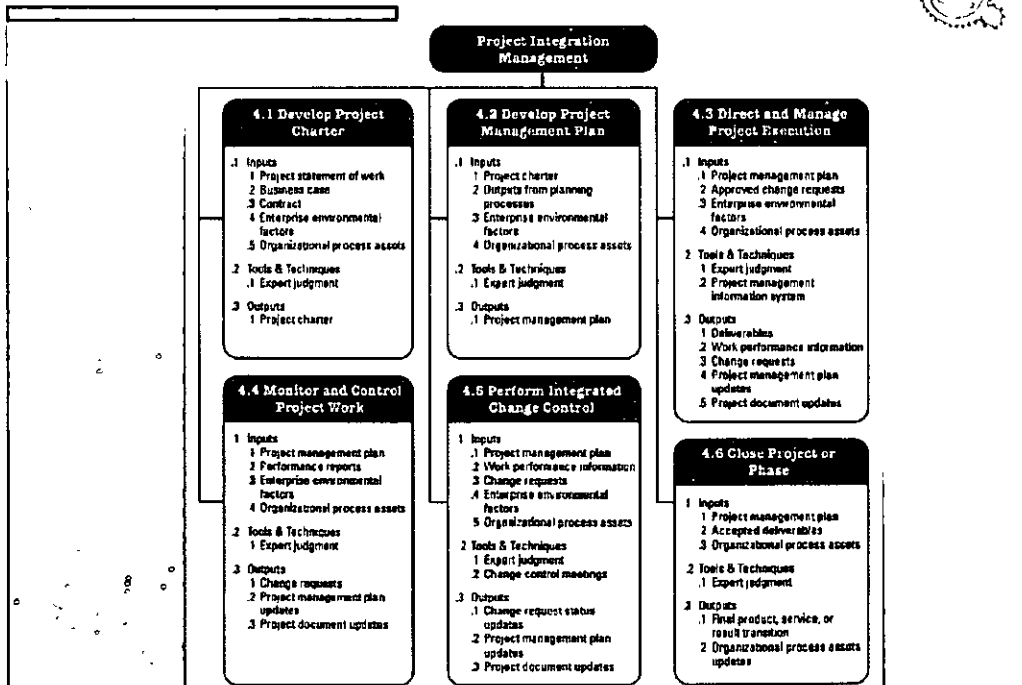 Project Integration
Management
4.1 Develop Project
Charter
.1 Inputs
1 Project statement of work
2 Business case
.3 Contract
4 Enterprise environmental
factors
.5 Organizational process assets
.2 Tools & Techniques
.1 Expert judgment
.3 Outputs
1 Project charter
4.2 Develop Project
Management Plan
.1 Inputs
1 Project charter
2 Outputs from planning
processes
.3 Enterprise environmental
factors
4 Organizational process assets
.2 Tools & Techniques
.1 Expert judgment
.3 Outputs
.1 Project management plan
4.3 Direct and Manage
Project Execution
.1 Inputs
.1 Project management plan
2 Approved change requests
.3 Enterprise environmental
factors
4 Organizational process assets
2 Tools & Techniques
1 Expert judgment
.2 Project management
information system
.3 Outputs
1 Deliverables
.2 Work performance information
3 Change requests
4 Project management plan
updates
.5 Project document updates
4.4 Monitor and Control
Project Work
1 Inputs
1 Project management plan
2 Performance reports
3 Enterprise environmental
factors
4 Organizational process assets
.2 Tools & Techniques
1 Expert judgment
.3 Outputs
1 Change requests
.2 Project management plan
updates
.3 Project document updates
4.5 Perform Integrated
Change Control
1 Inputs
.1 Project management plan
.2 Work performance information
3 Change requests
.4 Enterprise environmental
factors
5 Organizational process assets
2 Tools & Techniques
1 Expert judgment
.2 Change control meetings
.3 Outputs
.1 Change request status
updates
2 Project management plan
updates
.3 Project document updates
4.6 Close Project or
Phase
1 Inputs
1 Project management plan
2 Accepted deliverables
.3 Organizational process assets
.2 Tools & Techniques
.1 Expert judgment
.3 Outputs
.1 Final product, service, or
result transition
2 Organizational process assets
updates